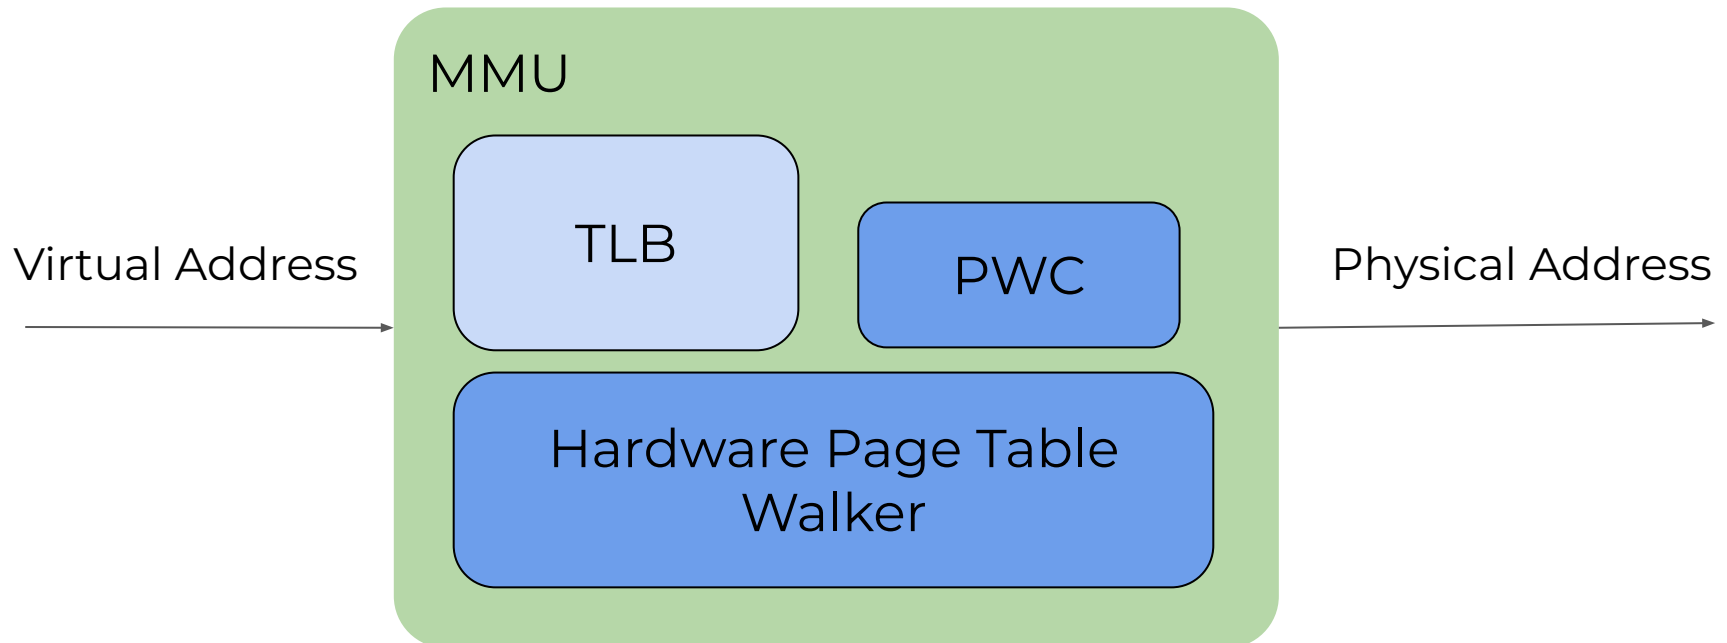 MMU
TLB
PWC
Virtual Address
Physical Address
Hardware Page Table
Walker